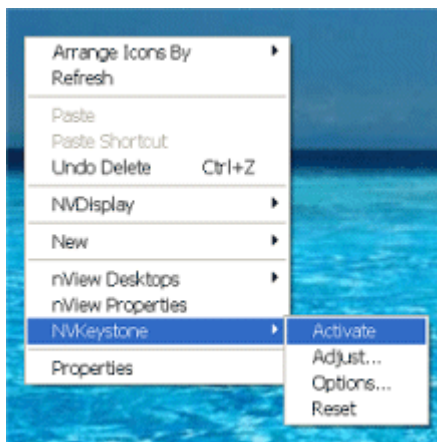 Arrange Icons By
Refresh
Paste
Paste Shortcut
Undo Delete Ctrl+Z
NVDisplay
New
nView Desktops
nView Properties
NVKeystone
Properties
Activate
Adjust...
Options...
Reset